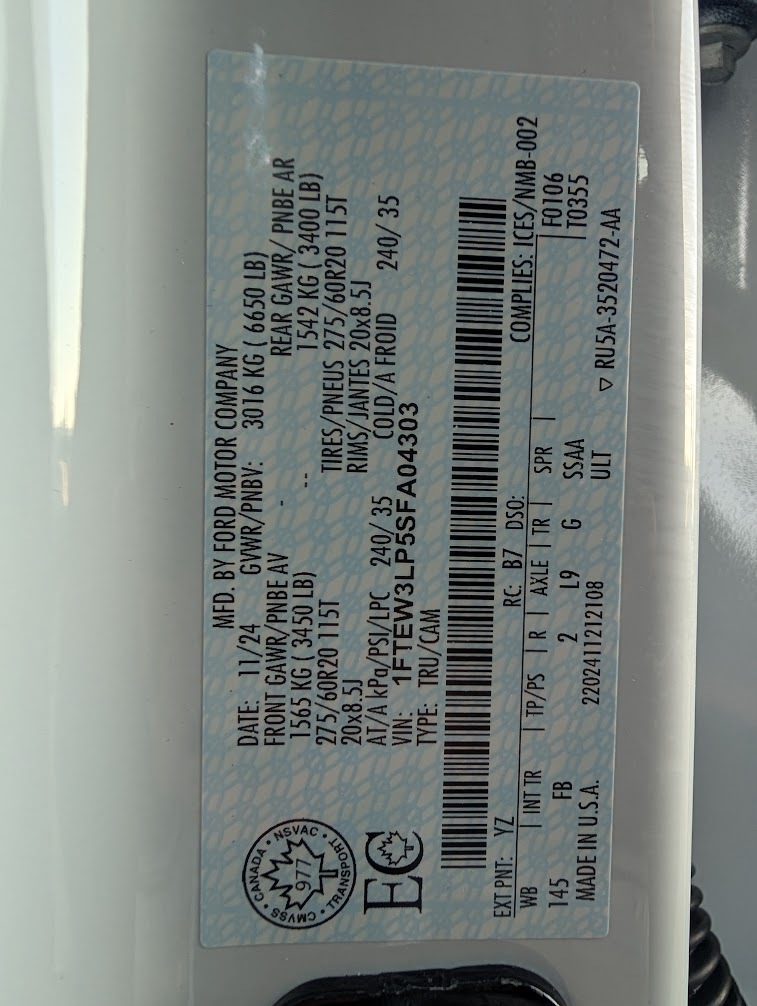 MFD. BY FORD MOTOR COMPANY
DATE: 11/24 GVWR/PNBV: 3016 KG ( 6650 LB)
FRONT GAWR/PNBE AV - REAR GAWR/ PNBE AR
1565 KG ( 3450 LB) -- 1542 KG ( 3400 LB)
275/60R20 115T TIRES/PNEUS 275/60R20 115T
20x8.5J RIMS/JANTES 20x8.5J
AT/A kPa/PSI/LPC 240/ 35 COLD/A FROID 240/ 35
VIN: 1FTEW3LP5SFA04303
TYPE: TRU/CAM
CMVSS • CANADA • NSVAC • TRANSPORT •
977
EC
EXT PNT: YZ RC: B7 DSO: COMPLIES: ICES/NMB-002
WB | INT TR | TP/PS | R | AXLE | TR | SPR | F0106
T0355
145 FB 2 L9 G SSAA
MADE IN U.S.A. 2202411212108 ULT ▽ RU5A-3520472-AA